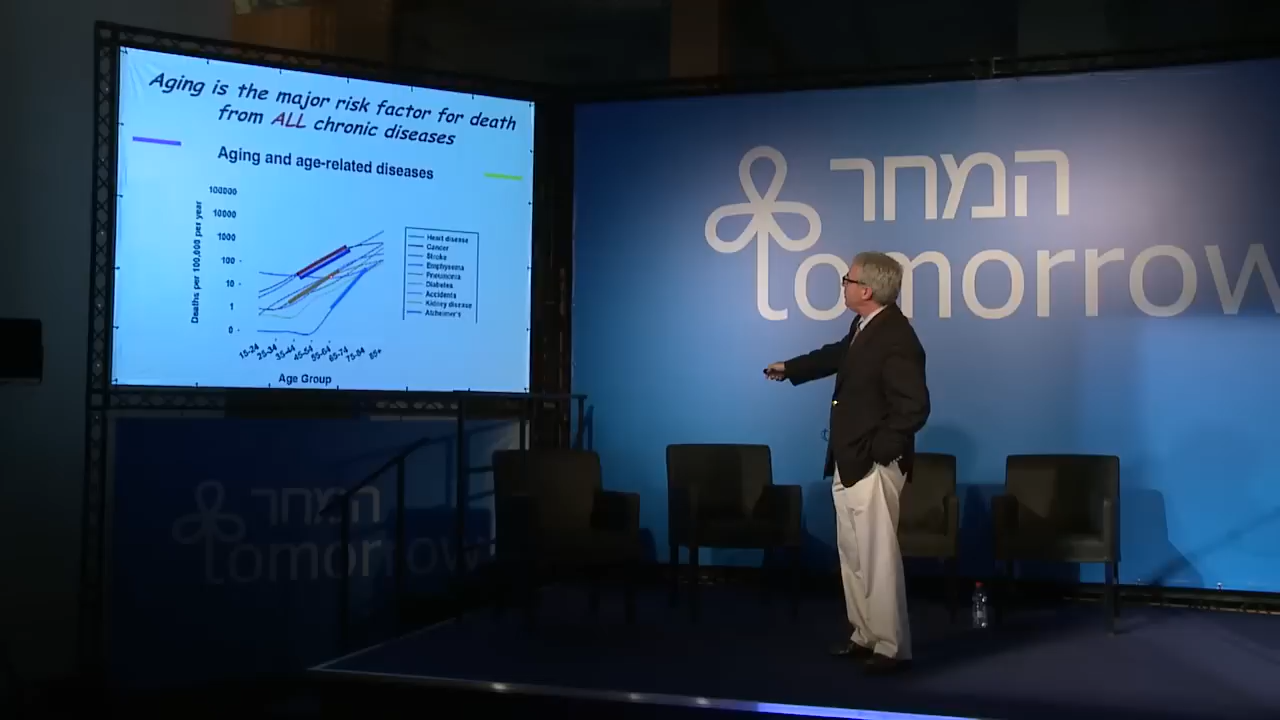 Aging is the major risk factor for death
from ALL chronic diseases
Aging and age-related diseases
Deaths per 100,000 per year
100000
10000
1000
100
10
1
0
15-24
25-34
35-44
45-54
55-64
65-74
75-84
85+
Age Group
Heart disease
Cancer
Stroke
Emphysema
Pneumonia
Diabetes
Accidents
Kidney disease
Alzheimer's
המחר
tomorrow
המחר
tomorrow